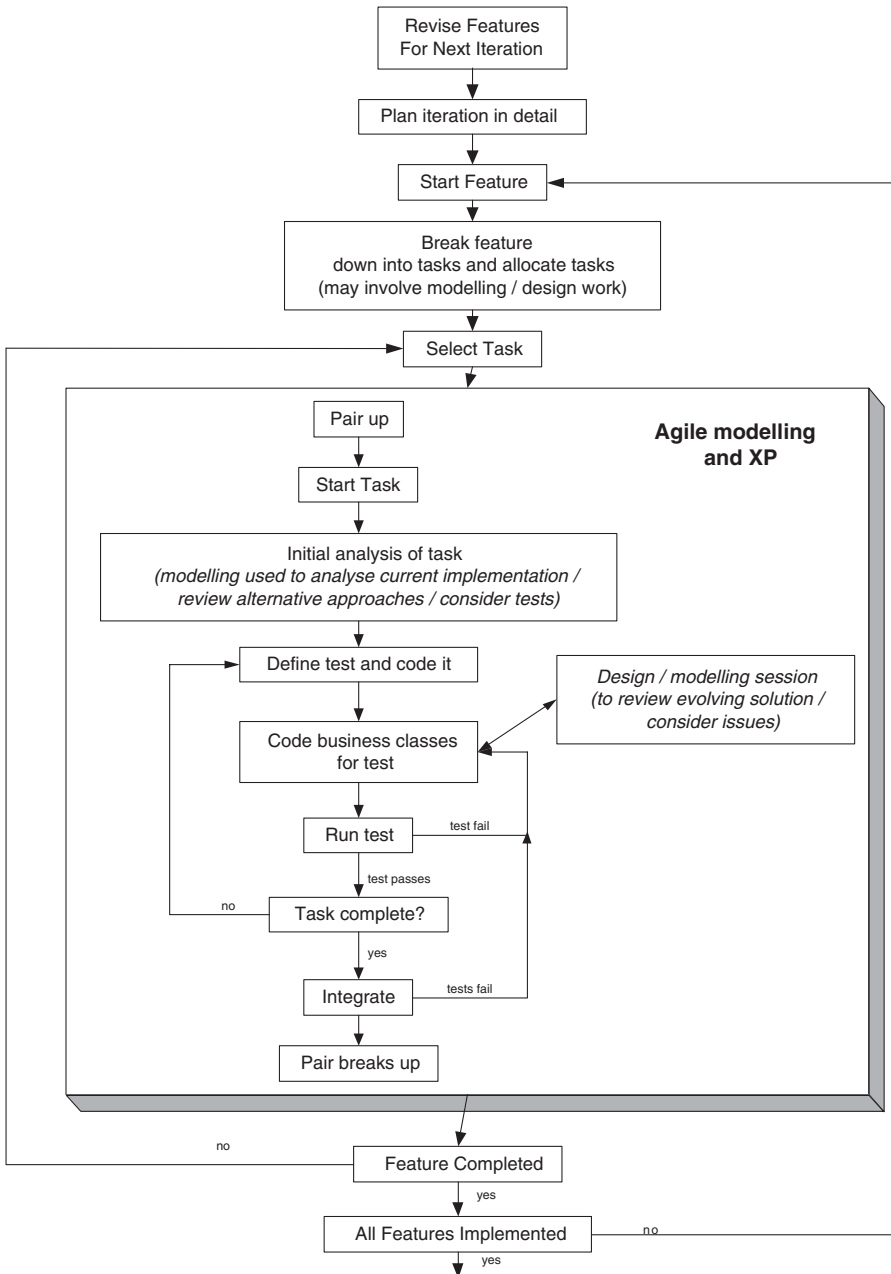 Revise Features
For Next Iteration
Plan iteration in detail
Start Feature
Break feature
down into tasks and allocate tasks
(may involve modelling / design work)
Select Task
Agile modelling
and XP
Pair up
Start Task
Initial analysis of task
(modelling used to analyse current implementation /
review alternative approaches / consider tests)
Define test and code it
Design / modelling session
(to review evolving solution /
consider issues)
Code business classes
for test
Run test
test fail
test passes
no
Task complete?
yes
Integrate
tests fail
Pair breaks up
no
Feature Completed
yes
All Features Implemented
no
yes